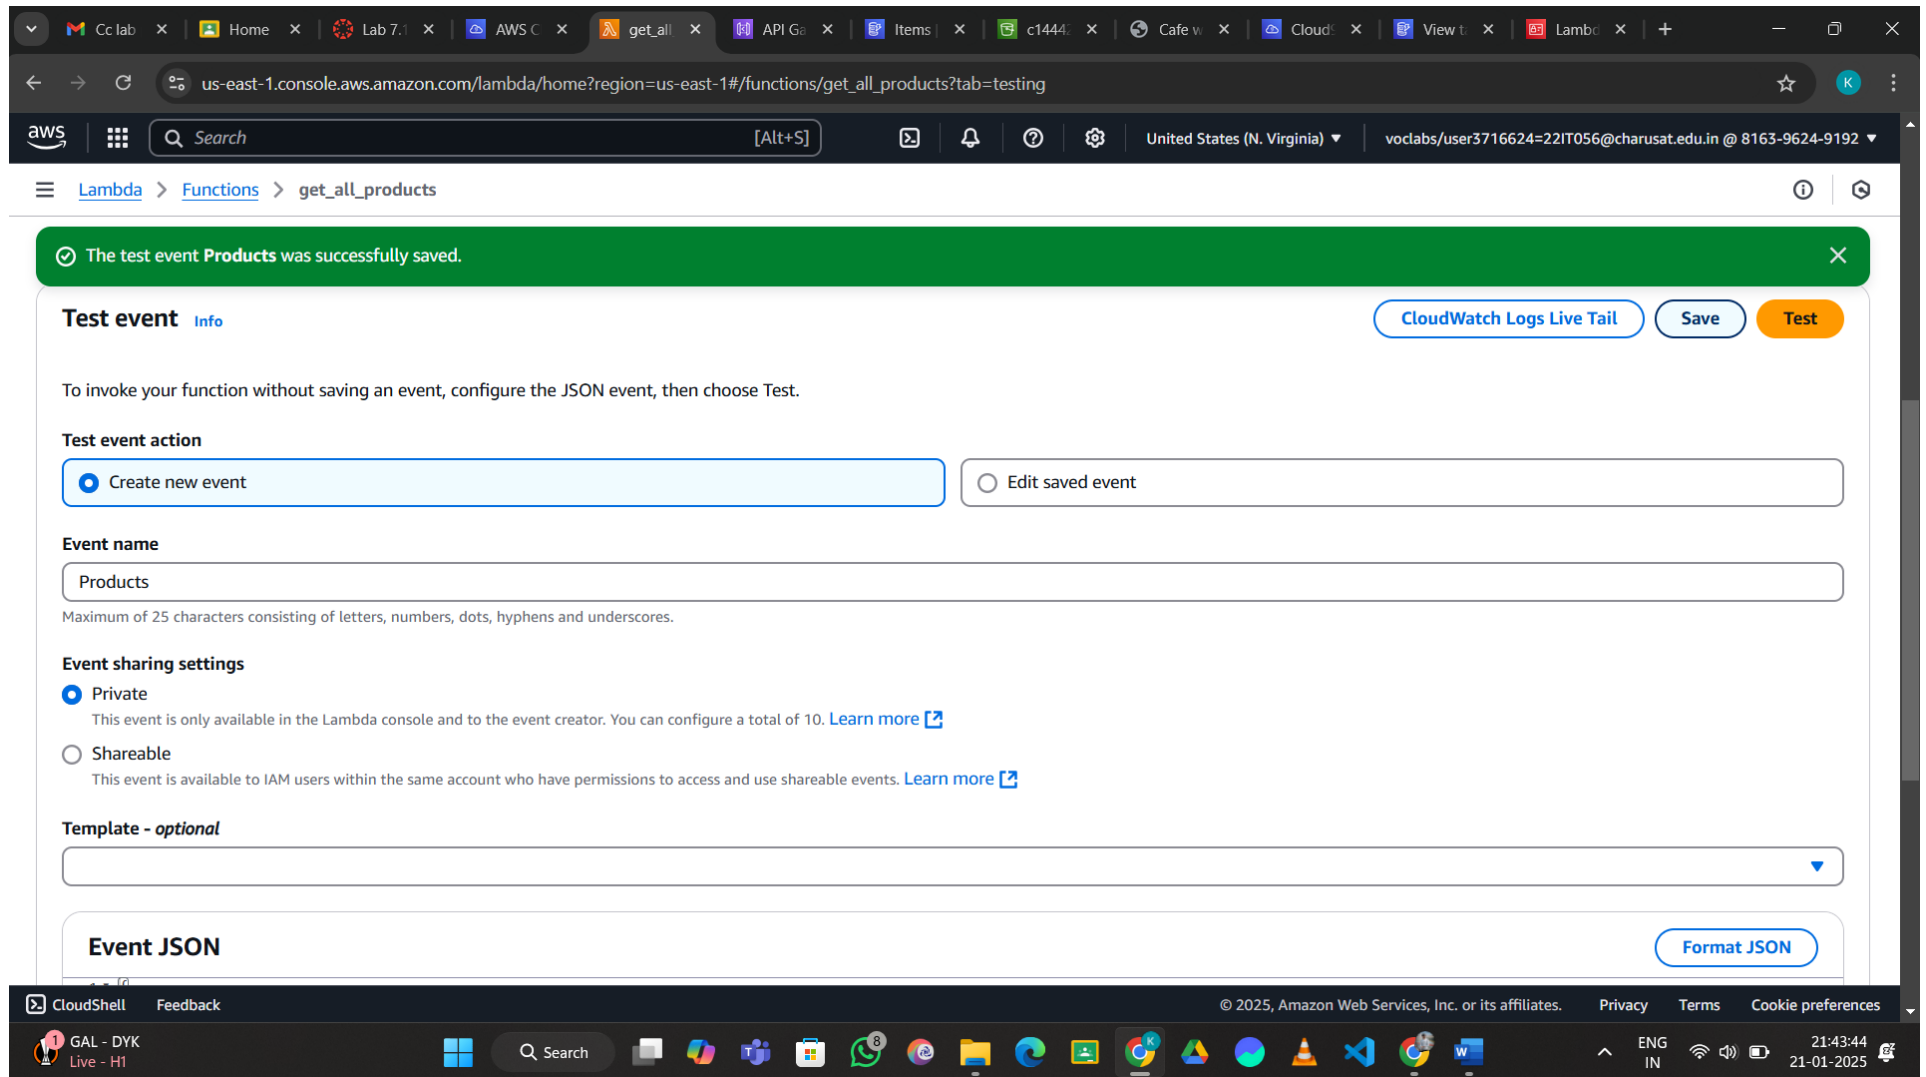 Cc lab
Home
Lab 7.1
AWS C
get_all
API Ga
Items
c1444
Cafe w
Cloud9
View t
Lambd
us-east-1.console.aws.amazon.com/lambda/home?region=us-east-1#/functions/get_all_products?tab=testing
K
aws
Search
[Alt+S]
United States (N. Virginia)
voclabs/user3716624=22IT056@charusat.edu.in @ 8163-9624-9192
Lambda
Functions
get_all_products
The test event Products was successfully saved.
Test event
Info
CloudWatch Logs Live Tail
Save
Test
To invoke your function without saving an event, configure the JSON event, then choose Test.
Test event action
Create new event
Edit saved event
Event name
Products
Maximum of 25 characters consisting of letters, numbers, dots, hyphens and underscores.
Event sharing settings
Private
This event is only available in the Lambda console and to the event creator. You can configure a total of 10. Learn more
Shareable
This event is available to IAM users within the same account who have permissions to access and use shareable events. Learn more
Template - optional
Event JSON
Format JSON
CloudShell
Feedback
© 2025, Amazon Web Services, Inc. or its affiliates.
Privacy
Terms
Cookie preferences
1
GAL - DYK
Live - H1
Search
8
K
ENG
IN
21:43:44
21-01-2025